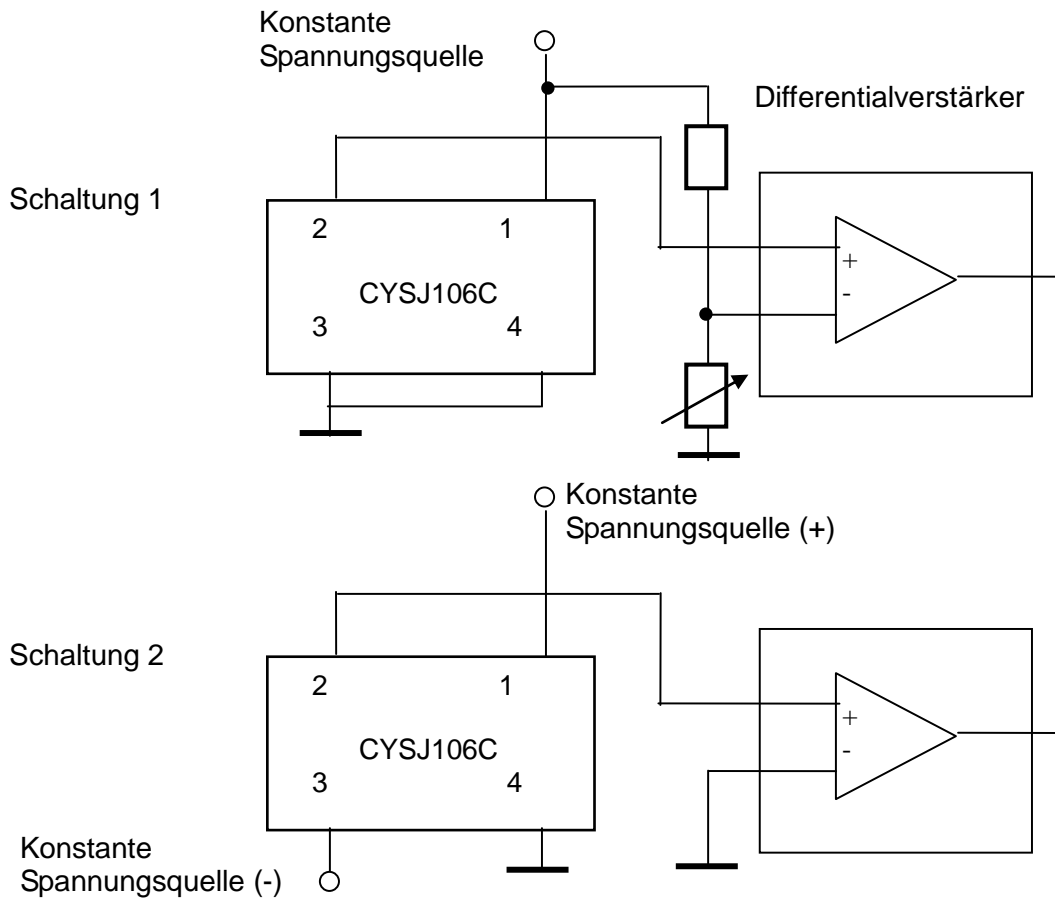 Konstante
Spannungsquelle
Differentialverstärker
Schaltung 1
2 1
CYSJ106C
3 4
+
-
Konstante
Spannungsquelle (+)
Schaltung 2
2 1
CYSJ106C
3 4
+
-
Konstante
Spannungsquelle (-)